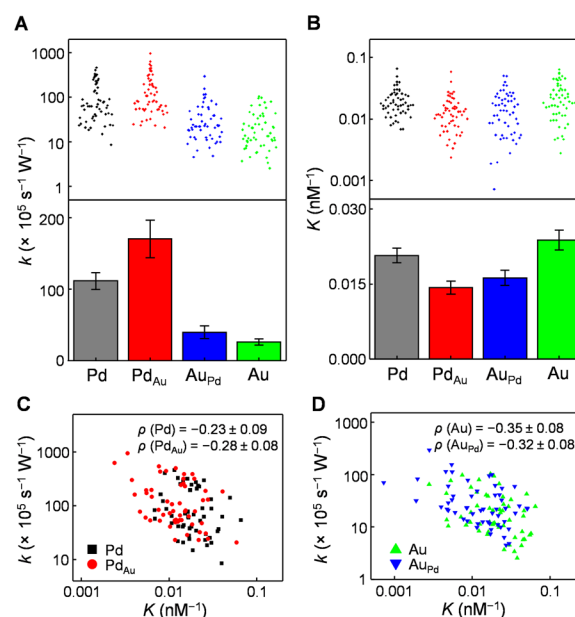 A
B
1000
100
10
1
k (× 10⁵ s⁻¹ W⁻¹)
200
100
0
k (× 10⁵ s⁻¹ W⁻¹)
Pd Pd_Au Au_Pd Au
0.1
0.01
0.001
K (nM⁻¹)
0.030
0.015
0.000
Pd Pd_Au Au_Pd Au
C
ρ (Pd) = −0.23 ± 0.09
ρ (Pd_Au) = −0.28 ± 0.08
1000
100
10
k (× 10⁵ s⁻¹ W⁻¹)
Pd
Pd_Au
0.01 0.1
K (nM⁻¹)
D
ρ (Au) = −0.35 ± 0.08
ρ (Au_Pd) = −0.32 ± 0.08
1000
100
10
1
k (× 10⁵ s⁻¹ W⁻¹)
Au
Au_Pd
0.001 0.01 0.1
K (nM⁻¹)